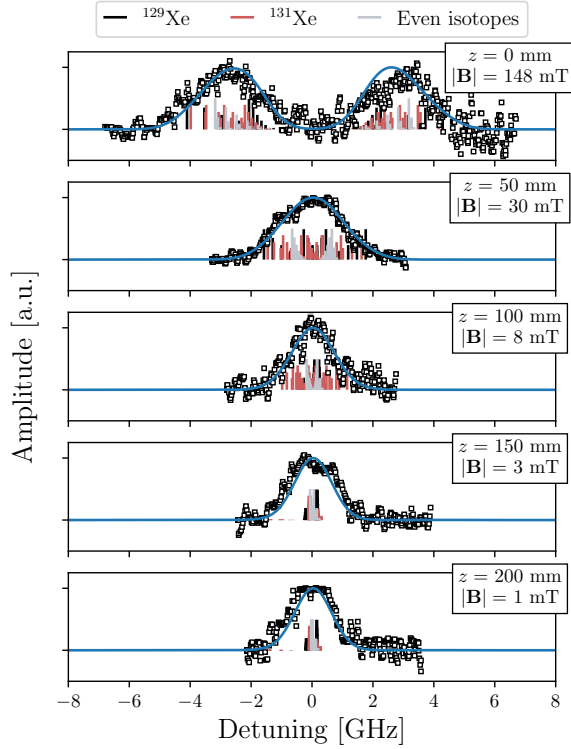 ¹²⁹Xe ¹³¹Xe Even isotopes
z = 0 mm
|B| = 148 mT
z = 50 mm
|B| = 30 mT
z = 100 mm
|B| = 8 mT
z = 150 mm
|B| = 3 mT
z = 200 mm
|B| = 1 mT
Amplitude [a.u.]
−8 −6 −4 −2 0 2 4 6 8
Detuning [GHz]